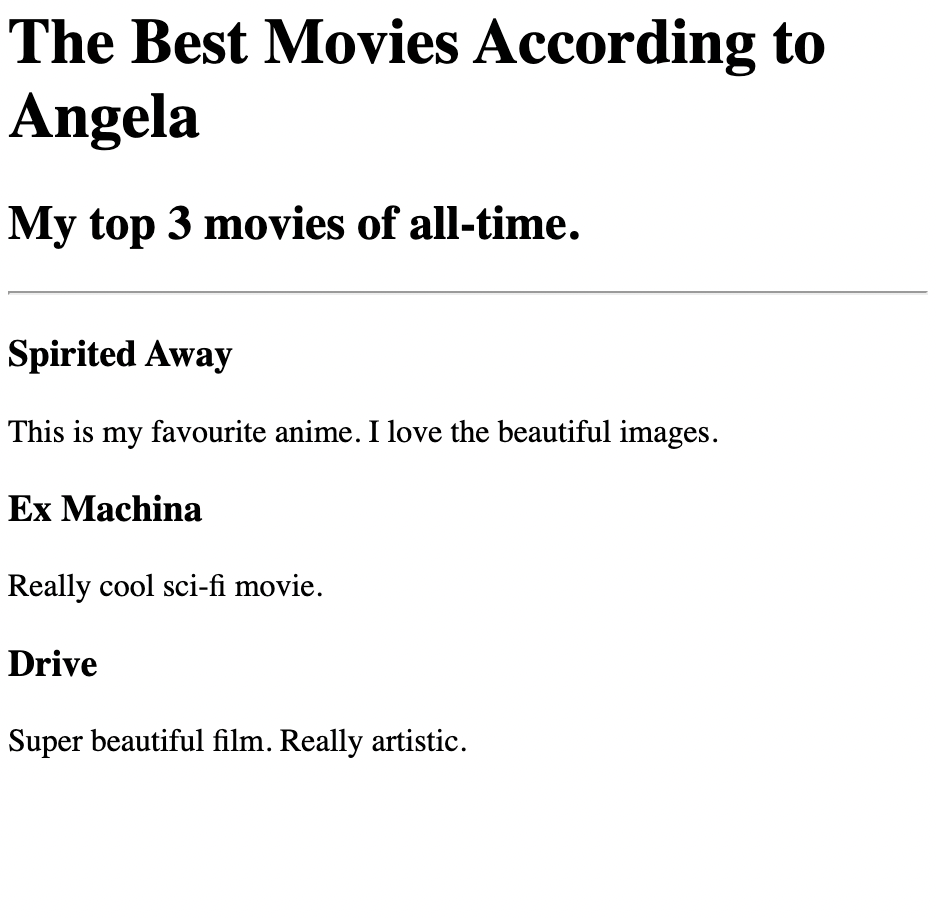 The Best Movies According to
Angela
My top 3 movies of all-time.
Spirited Away
This is my favourite anime. I love the beautiful images.
Ex Machina
Really cool sci-fi movie.
Drive
Super beautiful film. Really artistic.